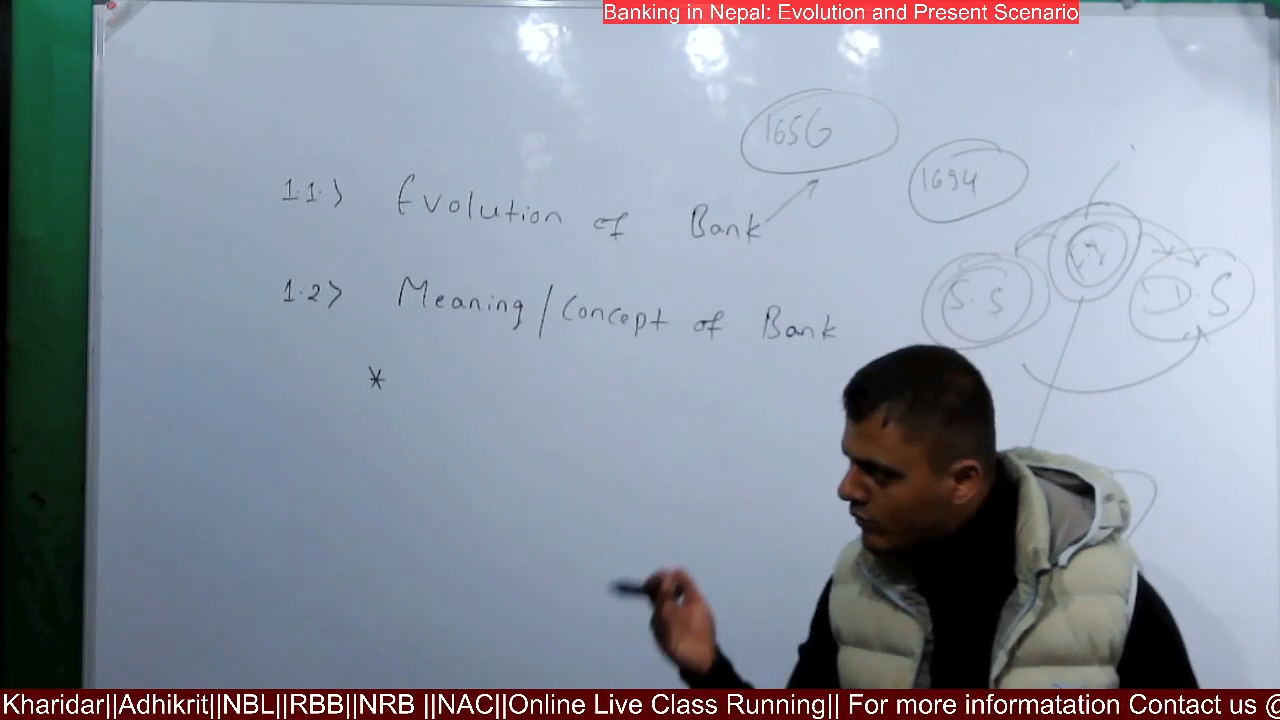 Banking in Nepal: Evolution and Present Scenario
1656
1694
1.1> Evolution of Bank
S.S
D.S
1.2> Meaning/Concept of Bank
*
Kharidar||Adhikrit||NBL||RBB||NRB ||NAC||Online Live Class Running|| For more informatation Contact us @